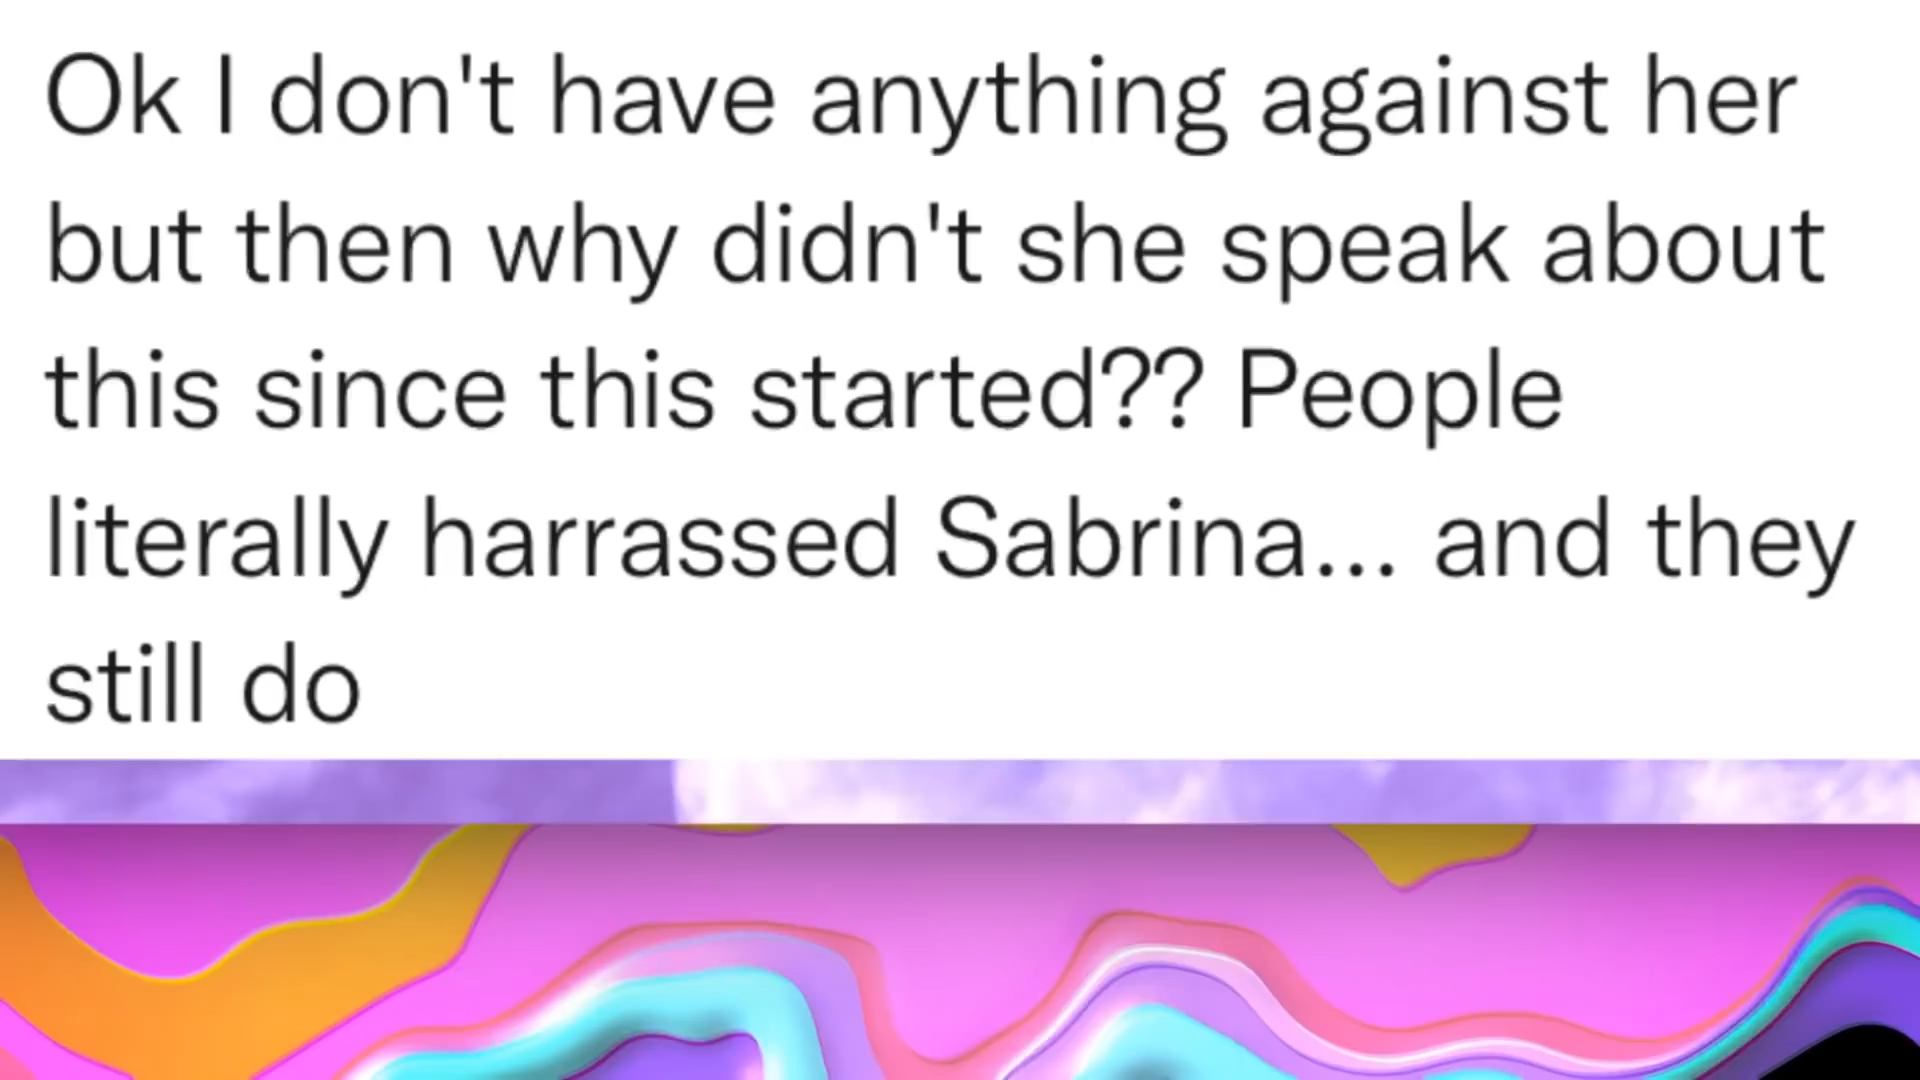 Ok I don't have anything against her
but then why didn't she speak about
this since this started?? People
literally harrassed Sabrina... and they
still do